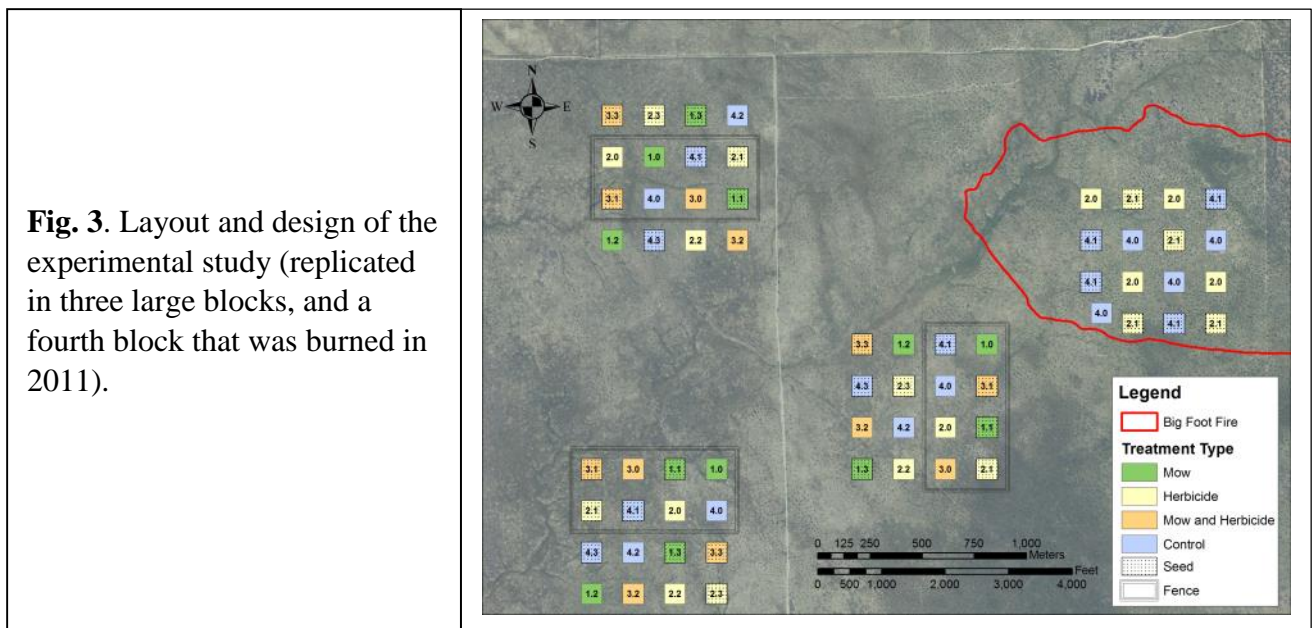 Fig. 3. Layout and design of the
experimental study (replicated
in three large blocks, and a
fourth block that was burned in
2011).
N
W E
S
3.3 2.3 1.3 4.2
2.0 1.0 4.1 2.1
3.1 4.0 3.0 1.1
1.2 4.3 2.2 3.2
2.0 2.1 2.0 4.1
4.1 4.0 2.1 4.0
4.1 2.0 4.0 2.0
4.0 2.1 4.1 2.1
3.3 1.2 4.1 1.0
4.3 2.3 4.0 3.1
3.2 4.2 2.0 1.1
1.3 2.2 3.0 2.1
3.1 3.0 1.1 1.0
2.1 4.1 2.0 4.0
4.3 4.2 1.3 3.3
1.2 3.2 2.2 2.3
0 125 250 500 750 1,000
Meters
Feet
0 500 1,000 2,000 3,000 4,000
Legend
Big Foot Fire
Treatment Type
Mow
Herbicide
Mow and Herbicide
Control
Seed
Fence